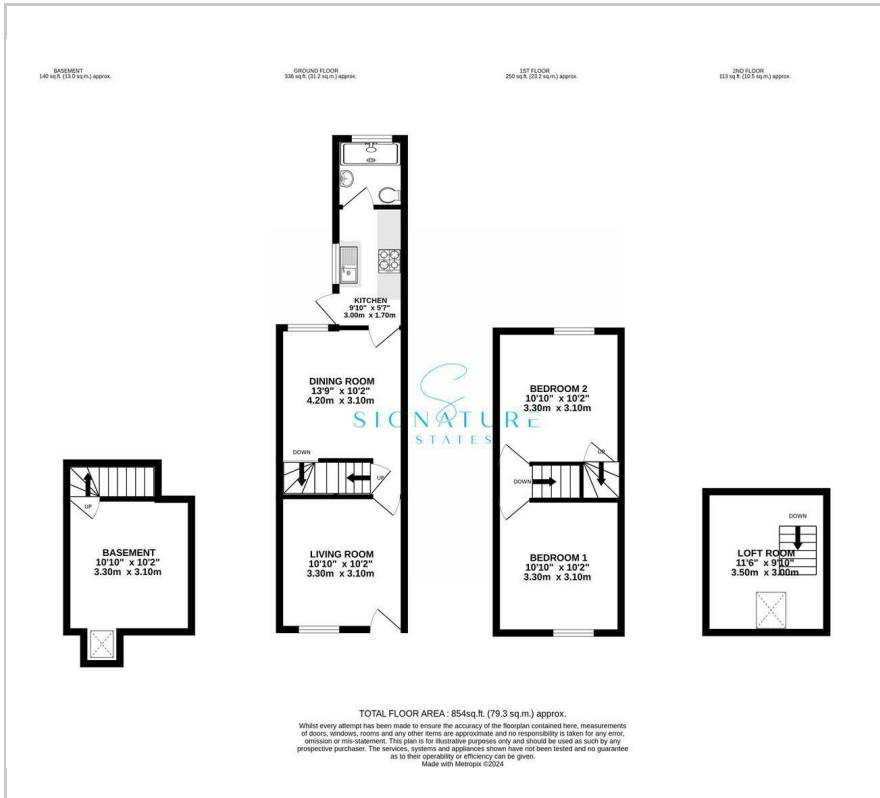 BASEMENT
140 sq.ft. (13.0 sq.m.) approx.
GROUND FLOOR
336 sq.ft. (31.2 sq.m.) approx.
1ST FLOOR
250 sq.ft. (23.2 sq.m.) approx.
2ND FLOOR
113 sq.ft. (10.5 sq.m.) approx.
KITCHEN
9'10" x 5'7"
3.00m x 1.70m
DINING ROOM
13'9" x 10'2"
4.20m x 3.10m
BEDROOM 2
10'10" x 10'2"
3.30m x 3.10m
SIGNATURE
STATES
DOWN
UP
UP
DOWN
UP
BASEMENT
10'10" x 10'2"
3.30m x 3.10m
LIVING ROOM
10'10" x 10'2"
3.30m x 3.10m
BEDROOM 1
10'10" x 10'2"
3.30m x 3.10m
DOWN
LOFT ROOM
11'6" x 9'10"
3.50m x 3.00m
TOTAL FLOOR AREA : 854sq.ft. (79.3 sq.m.) approx.
Whilst every attempt has been made to ensure the accuracy of the floorplan contained here, measurements
of doors, windows, rooms and any other items are approximate and no responsibility is taken for any error,
omission or mis-statement. This plan is for illustrative purposes only and should be used as such by any
prospective purchaser. The services, systems and appliances shown have not been tested and no guarantee
as to their operability or efficiency can be given.
Made with Metropix ©2024